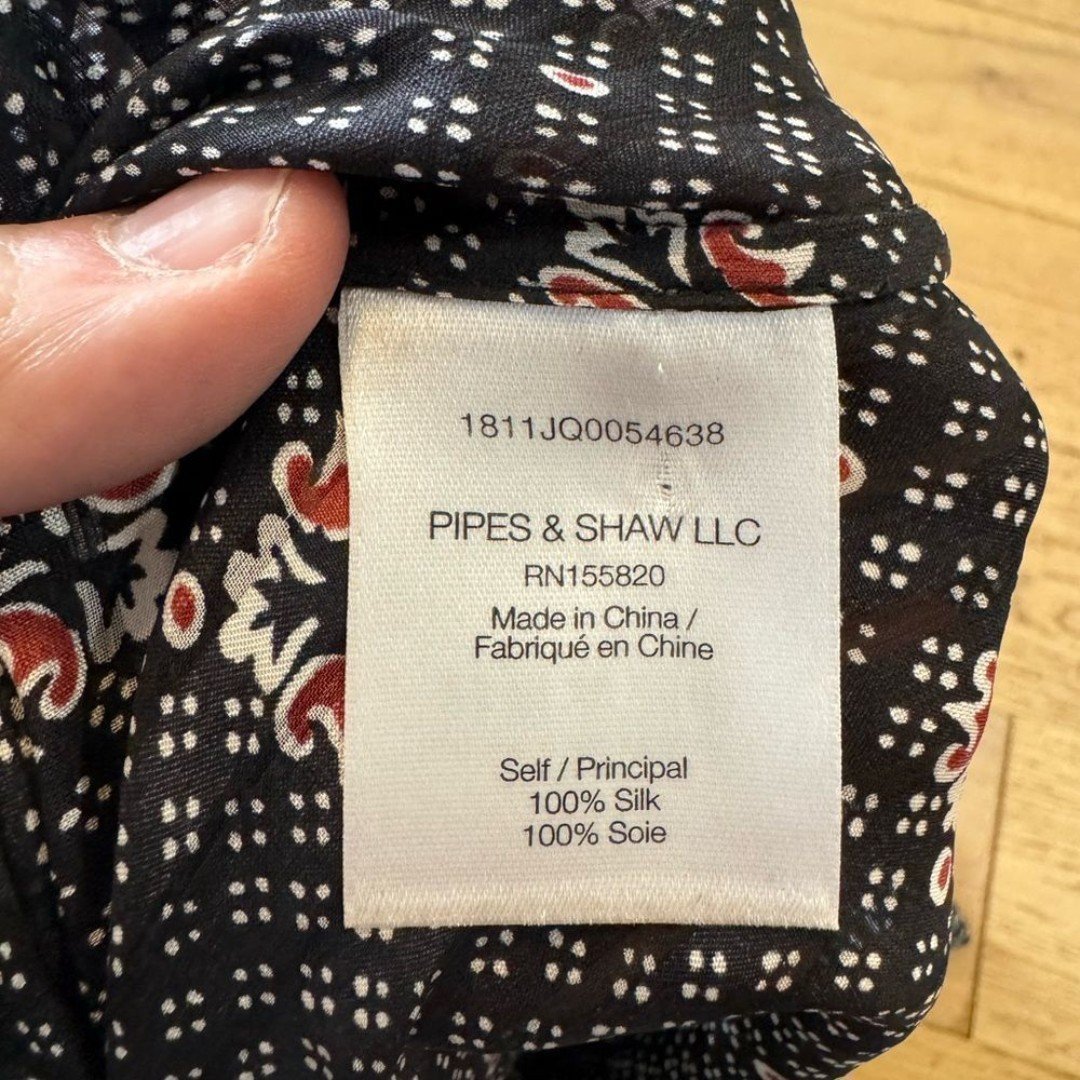 1811JQ0054638
PIPES & SHAW LLC
RN155820
Made in China /
Fabriqué en Chine
Self / Principal
100% Silk
100% Soie